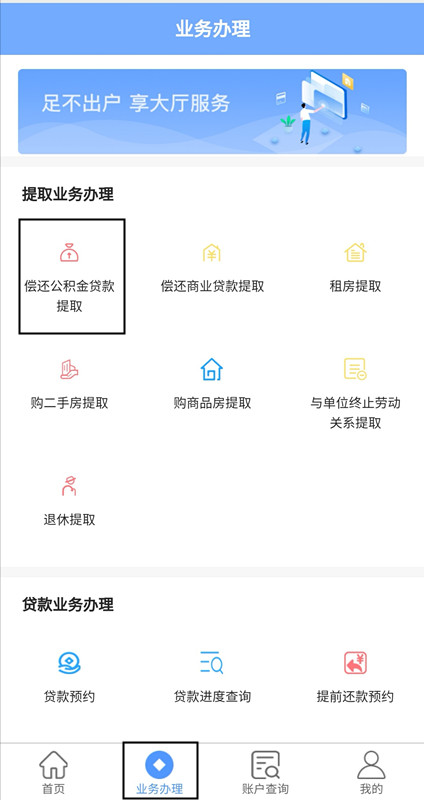 业务办理
足不出户 享大厅服务
提取业务办理
偿还公积金贷款
提取
偿还商业贷款提取
租房提取
购二手房提取
购商品房提取
与单位终止劳动
关系提取
退休提取
贷款业务办理
贷款预约
贷款进度查询
提前还款预约
首页
业务办理
账户查询
我的